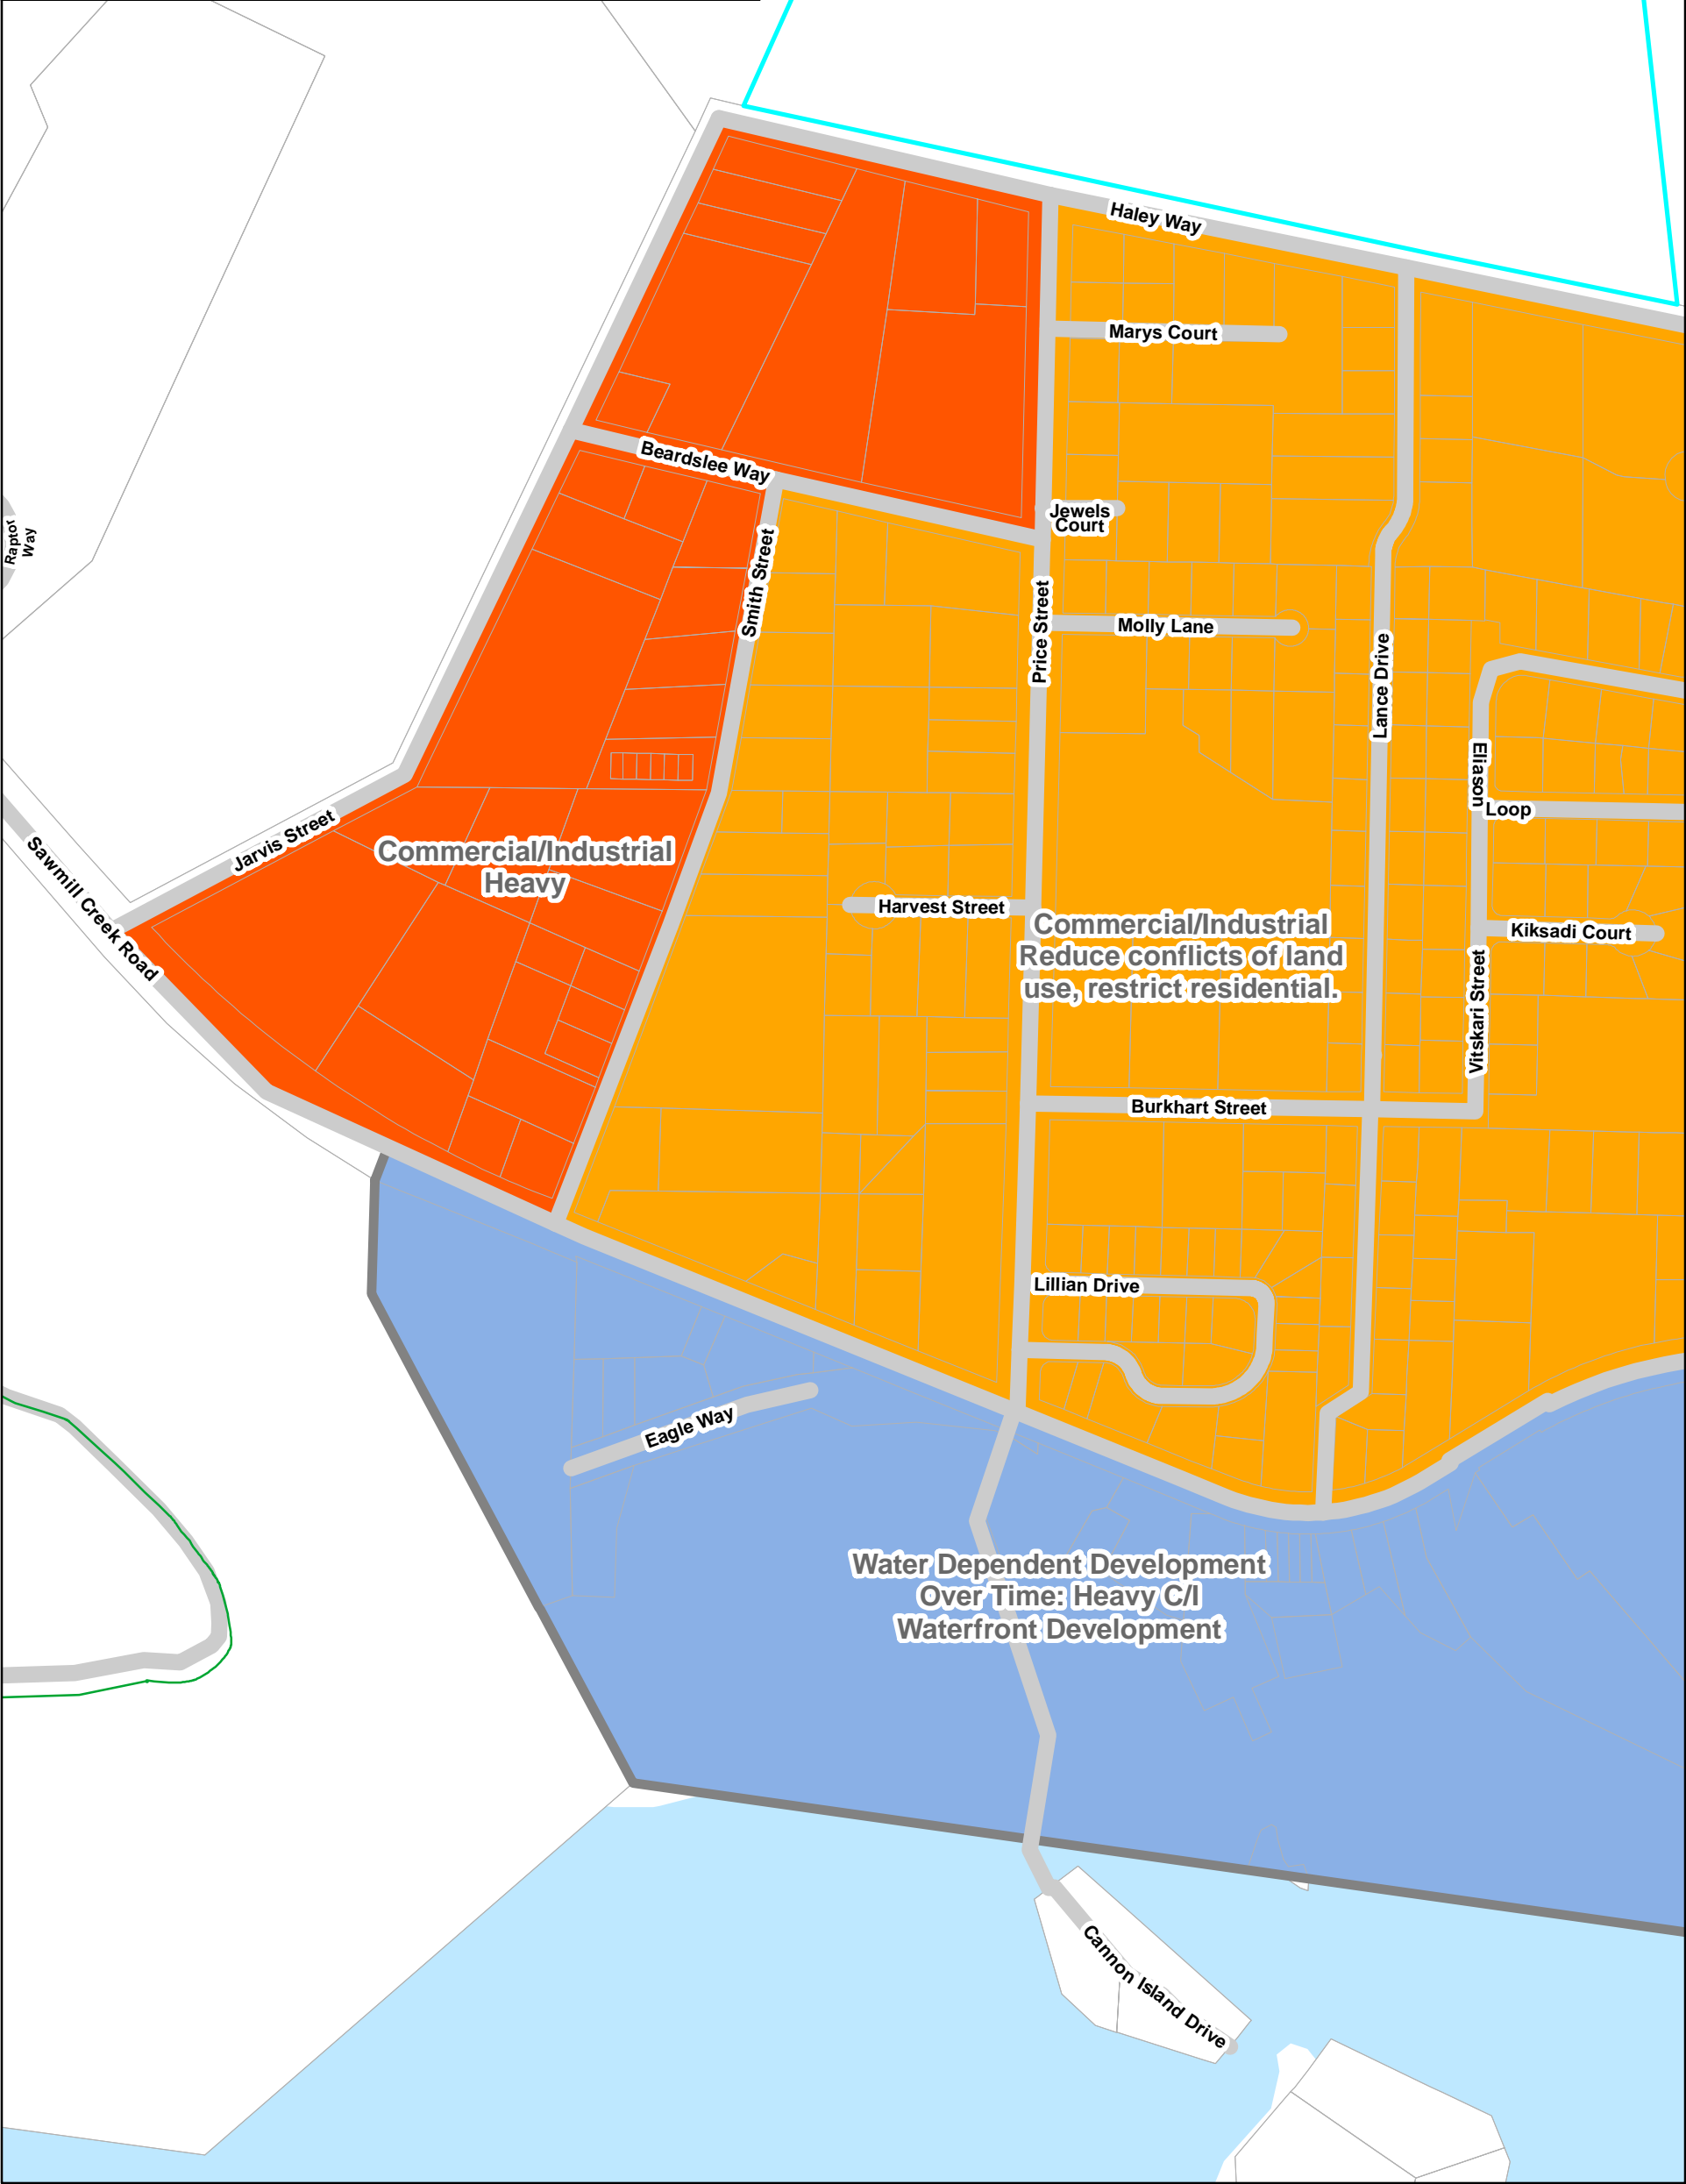 Haley Way
Marys Court
Beardslee Way
Jewels
Court
Raptor
Way
Smith Street
Price Street
Molly Lane
Lance Drive
Eliason
Loop
Jarvis Street
Sawmill Creek Road
Commercial/Industrial
Heavy
Harvest Street
Commercial/Industrial
Reduce conflicts of land
use, restrict residential.
Kiksadi Court
Vitskari Street
Burkhart Street
Lillian Drive
Eagle Way
Water Dependent Development
Over Time: Heavy C/I
Waterfront Development
Cannon Island Drive